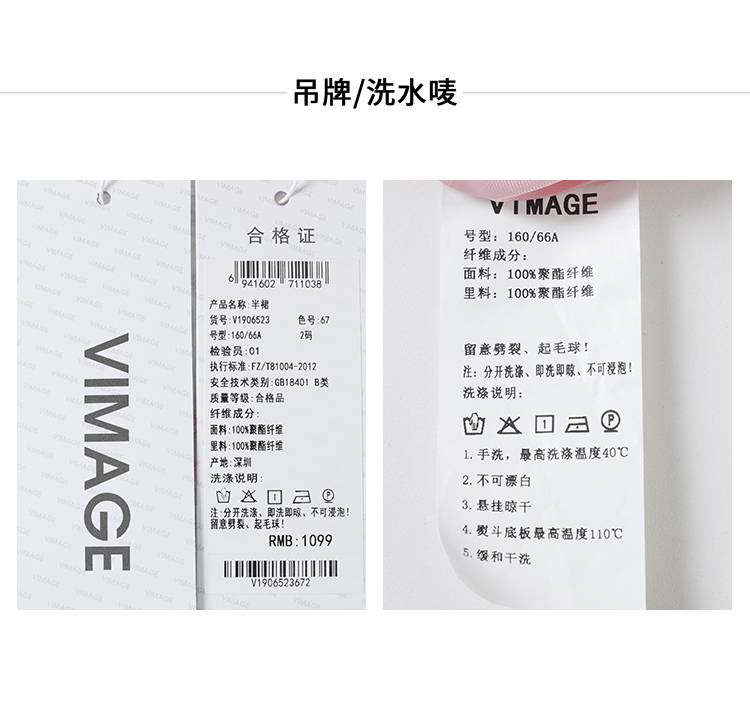 吊牌/洗水唛
VIMAGE
合格证
6 941602 711038
产品名称:半裙
货号:V1906523 色号:67
号型:160/66A 2码
检验员:01
执行标准:FZ/T81004-2012
安全技术类别:GB18401 B类
质量等级:合格品
纤维成分:
面料:100%聚酯纤维
里料:100%聚酯纤维
产地:深圳
洗涤说明:
注:分开洗涤、即洗即晾、不可浸泡!
留意劈裂、起毛球!
RMB:1099
V1906523672
VIMAGE
号型: 160/66A
纤维成分:
面料: 100%聚酯纤维
里料: 100%聚酯纤维
留意劈裂、起毛球!
注: 分开洗涤、即洗即晾、不可浸泡!
洗涤说明:
1.手洗，最高洗涤温度40℃
2.不可漂白
3.悬挂晾干
4.熨斗底板最高温度110℃
5.缓和干洗